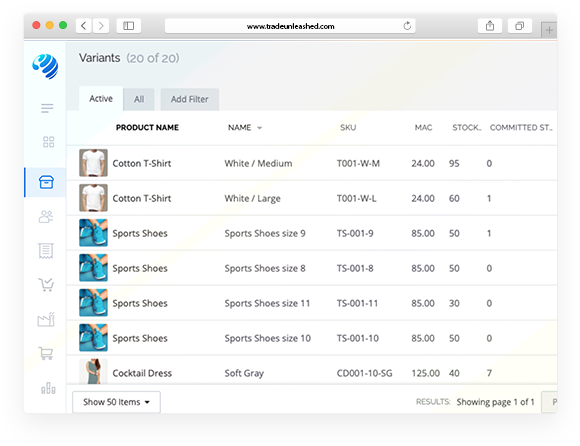 www.tradeunleashed.com
Variants (20 of 20)
Active All Add Filter
PRODUCT NAME NAME SKU MAC STOCK.. COMMITTED ST..
Cotton T-Shirt White / Medium T001-W-M 24.00 95 0
Cotton T-Shirt White / Large T001-W-L 24.00 60 1
Sports Shoes Sports Shoes size 9 TS-001-9 85.00 50 1
Sports Shoes Sports Shoes size 8 TS-001-8 85.00 50 0
Sports Shoes Sports Shoes size 11 TS-001-11 85.00 30 0
Sports Shoes Sports Shoes size 10 TS-001-10 85.00 50 0
Cocktail Dress Soft Gray CD001-10-SG 125.00 40 7
Show 50 Items RESULTS: Showing page 1 of 1 P